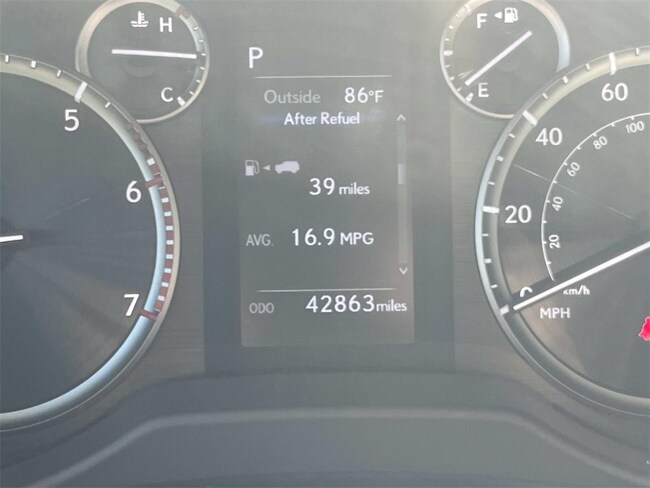 H
C
5
6
7
P
Outside 86°F
After Refuel
39 miles
AVG. 16.9 MPG
ODO 42863 miles
F
E
60
40
20
100
80
60
40
20
0
km/h
MPH